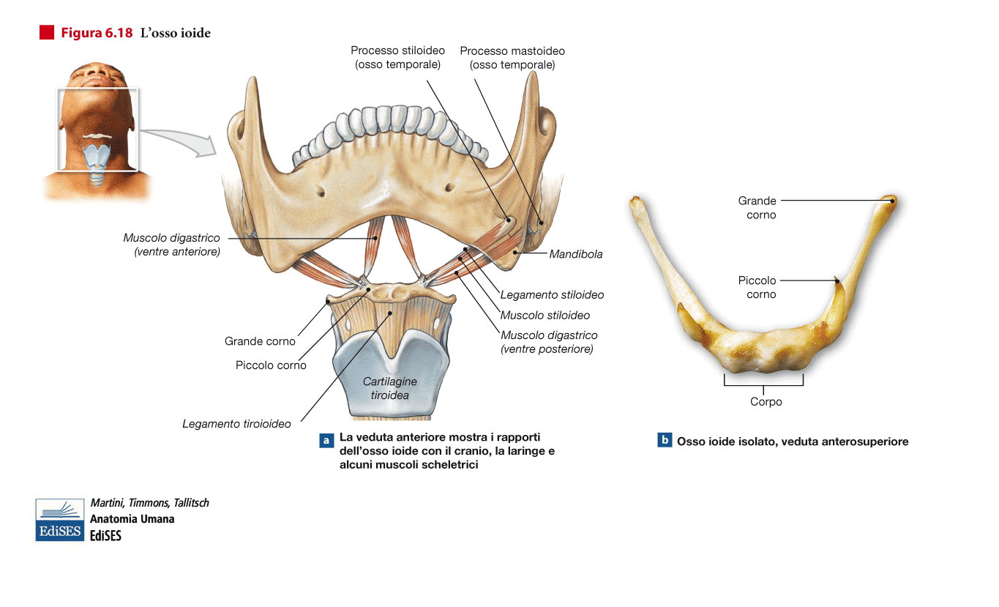 Figura 6.18 L’osso ioide
Processo stiloideo
(osso temporale)
Processo mastoideo
(osso temporale)
Muscolo digastrico
(ventre anteriore)
Mandibola
Legamento stiloideo
Muscolo stiloideo
Muscolo digastrico
(ventre posteriore)
Grande corno
Piccolo corno
Cartilagine
tiroidea
Legamento tiroioideo
a La veduta anteriore mostra i rapporti
dell’osso ioide con il cranio, la laringe e
alcuni muscoli scheletrici
Grande
corno
Piccolo
corno
Corpo
b Osso ioide isolato, veduta anterosuperiore
EdiSES
Martini, Timmons, Tallitsch
Anatomia Umana
EdiSES